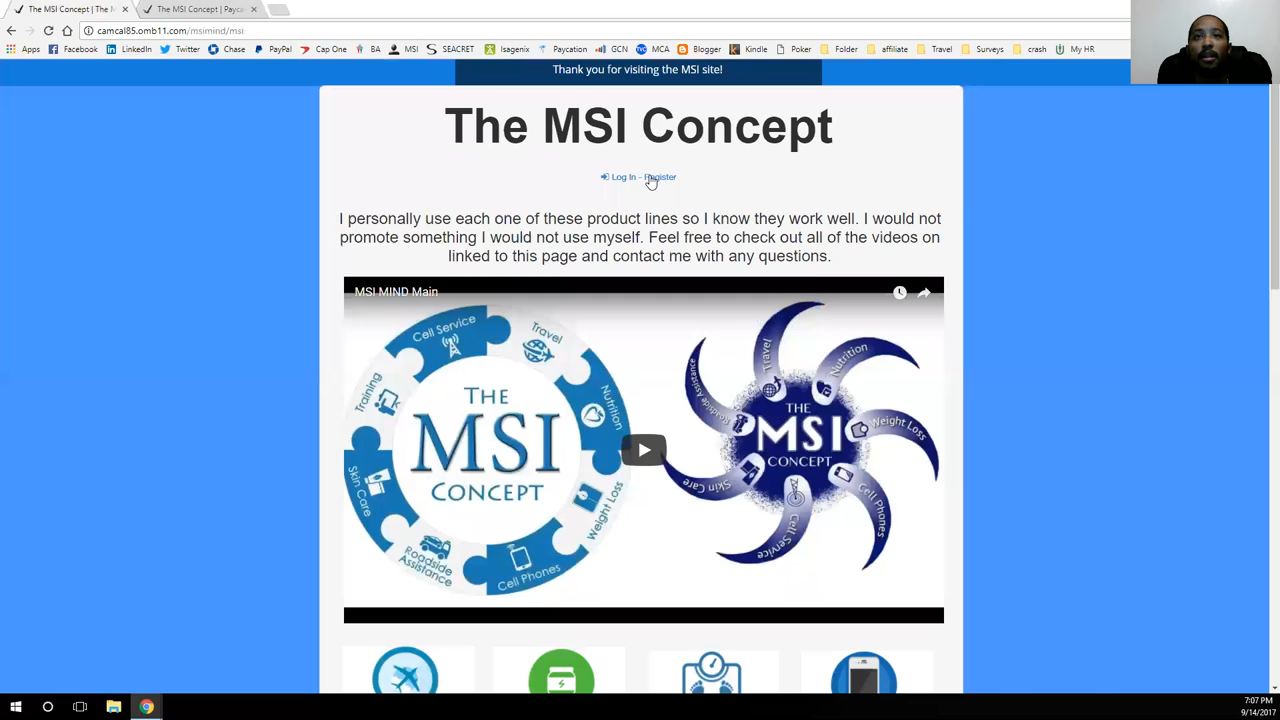 The MSI Concept | The M
The MSI Concept | Payca
camcal85.omb11.com/msimind/msi
Apps Facebook LinkedIn Twitter Chase PayPal Cap One BA MSI SEACRET Isagenix Paycation GCN MCA Blogger Kindle Poker Folder affiliate Travel Surveys crash My HR
Thank you for visiting the MSI site!
The MSI Concept
Log In - Register
I personally use each one of these product lines so I know they work well. I would not
promote something I would not use myself. Feel free to check out all of the videos on
linked to this page and contact me with any questions.
MSI MIND Main
THE
MSI
CONCEPT
Cell Service
Travel
Nutrition
Weight Loss
Cell Phones
Roadside
Assistance
Skin Care
Training
THE
MSI
CONCEPT
Roadside Assistance
Travel
Nutrition
Weight Loss
Cell Phones
Cell Service
Skin Care
7:07 PM
9/14/2017